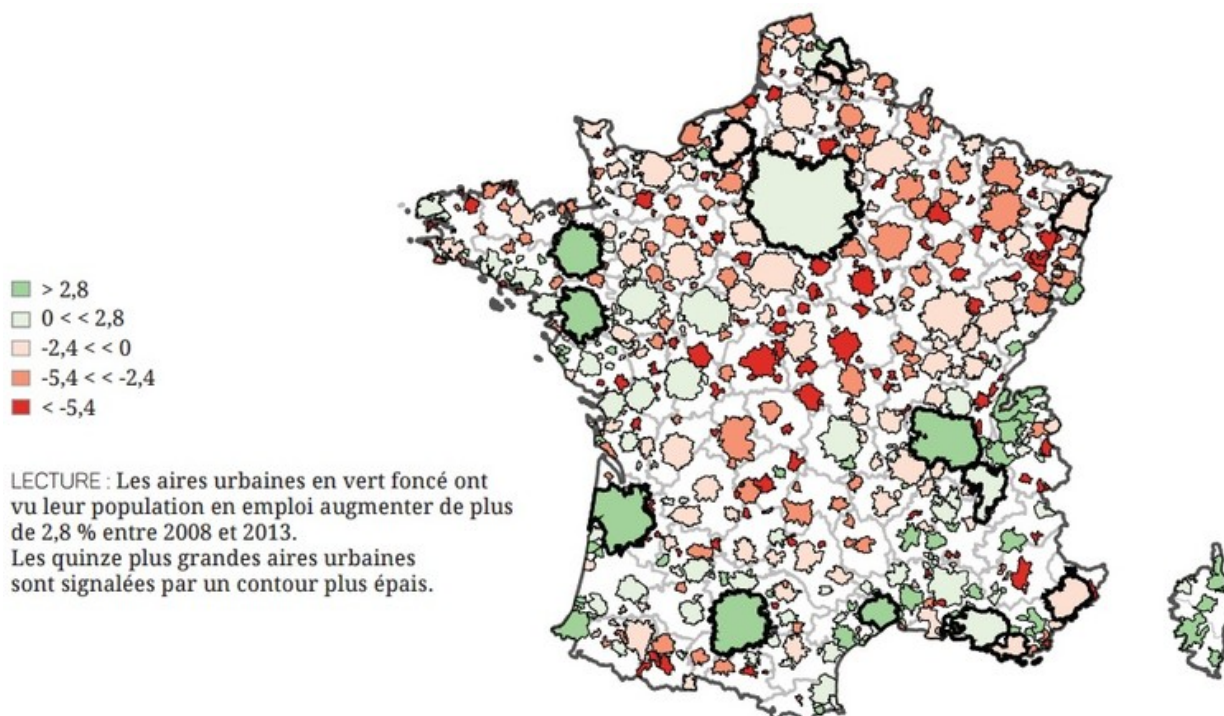 > 2,8
0 < < 2,8
-2,4 < < 0
-5,4 < < -2,4
< -5,4
LECTURE : Les aires urbaines en vert foncé ont
vu leur population en emploi augmenter de plus
de 2,8 % entre 2008 et 2013.
Les quinze plus grandes aires urbaines
sont signalées par un contour plus épais.